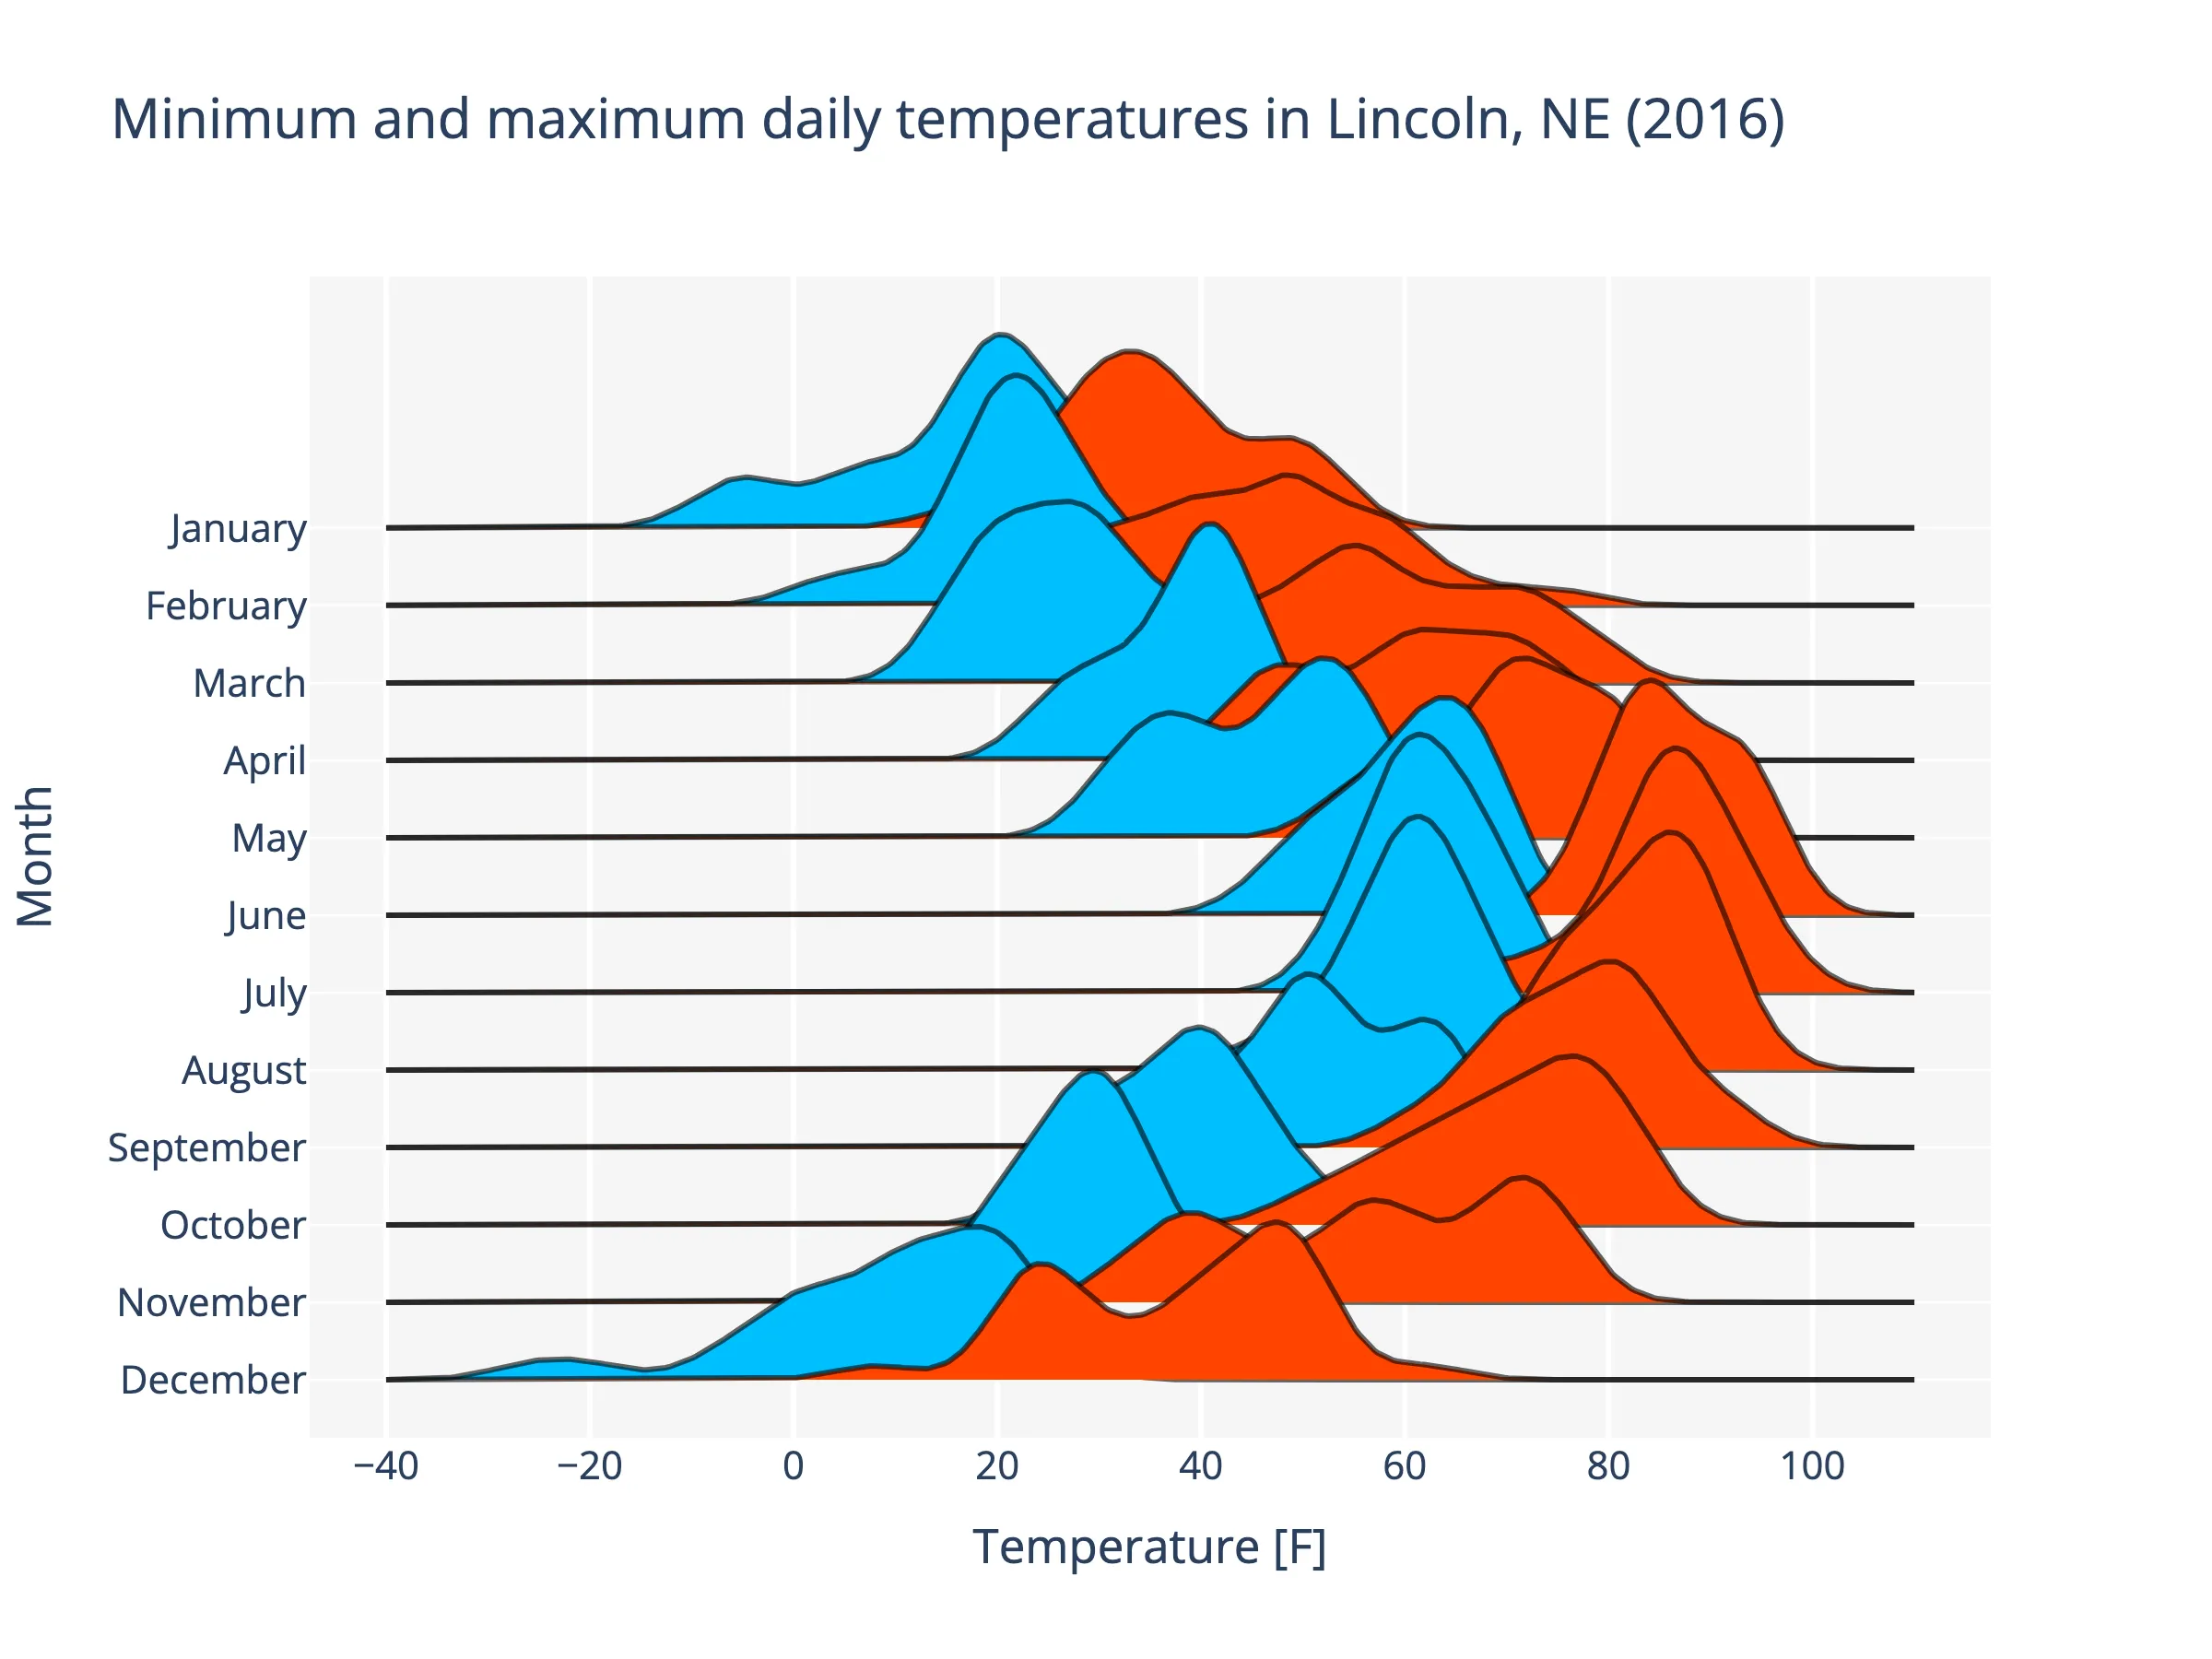 Minimum and maximum daily temperatures in Lincoln, NE (2016)
January
February
March
April
May
June
July
August
September
October
November
December
Month
−40 −20 0 20 40 60 80 100
Temperature [F]